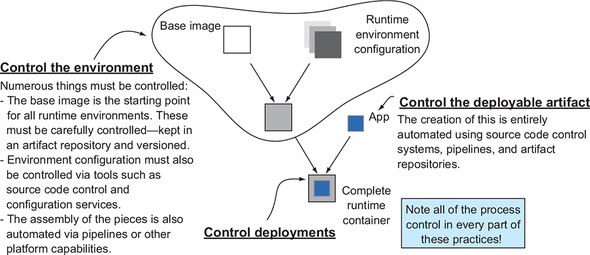 Base image
Runtime
environment
configuration
Control the environment
Numerous things must be controlled:
- The base image is the starting point
for all runtime environments. These
must be carefully controlled—kept in
an artifact repository and versioned.
- Environment configuration must also
be controlled via tools such as
source code control and
configuration services.
- The assembly of the pieces is also
automated via pipelines or other
platform capabilities.
App
Control the deployable artifact
The creation of this is entirely
automated using source code control
systems, pipelines, and artifact
repositories.
Complete
runtime
container
Control deployments
Note all of the process
control in every part of
these practices!